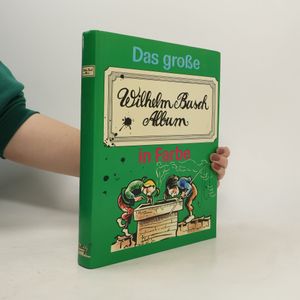 Das große
Wilhelm Busch
Album
in Farbe